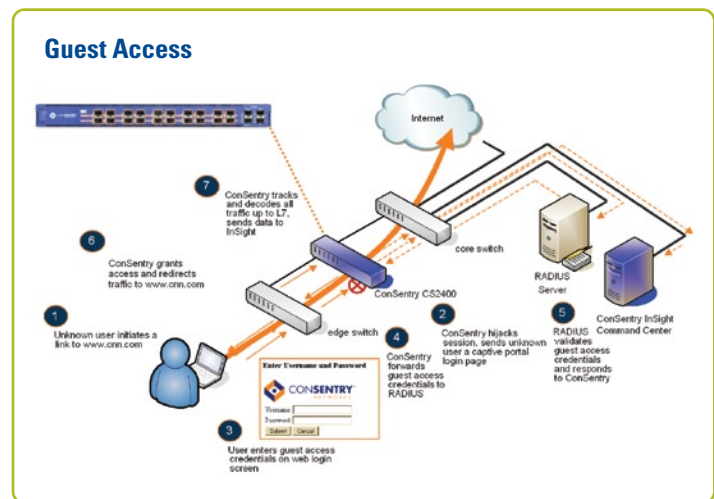 Guest Access
Internet
7
ConSentry tracks
and decodes all
traffic up to L7,
sends data to
InSight
core switch
6
ConSentry grants
access and redirects
traffic to www.cnn.com
ConSentry CS2400
RADIUS
Server
ConSentry InSight
Command Center
1
Unknown user initiates a
link to www.cnn.com
edge switch
2
ConSentry hijacks
session, sends unknown
user a captive portal
login page
4
ConSentry
forwards
guest access
credentials to
RADIUS
5
RADIUS
validates
guest access
credentials
and responds
to ConSentry
Enter Username and Password
CONSENTRY
NETWORKS
Username:
Password:
Submit Cancel
3
User enters guest access
credentials on web login
screen